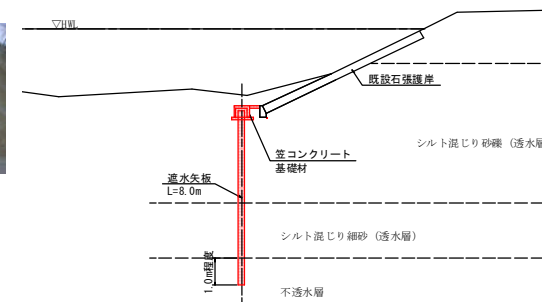 ▽HWL
既設石張護岸
シルト混じり砂礫（透水層
笠コンクリート
基礎材
遮水矢板
L=8.0m
シルト混じり細砂（透水層）
1.0m程度
不透水層